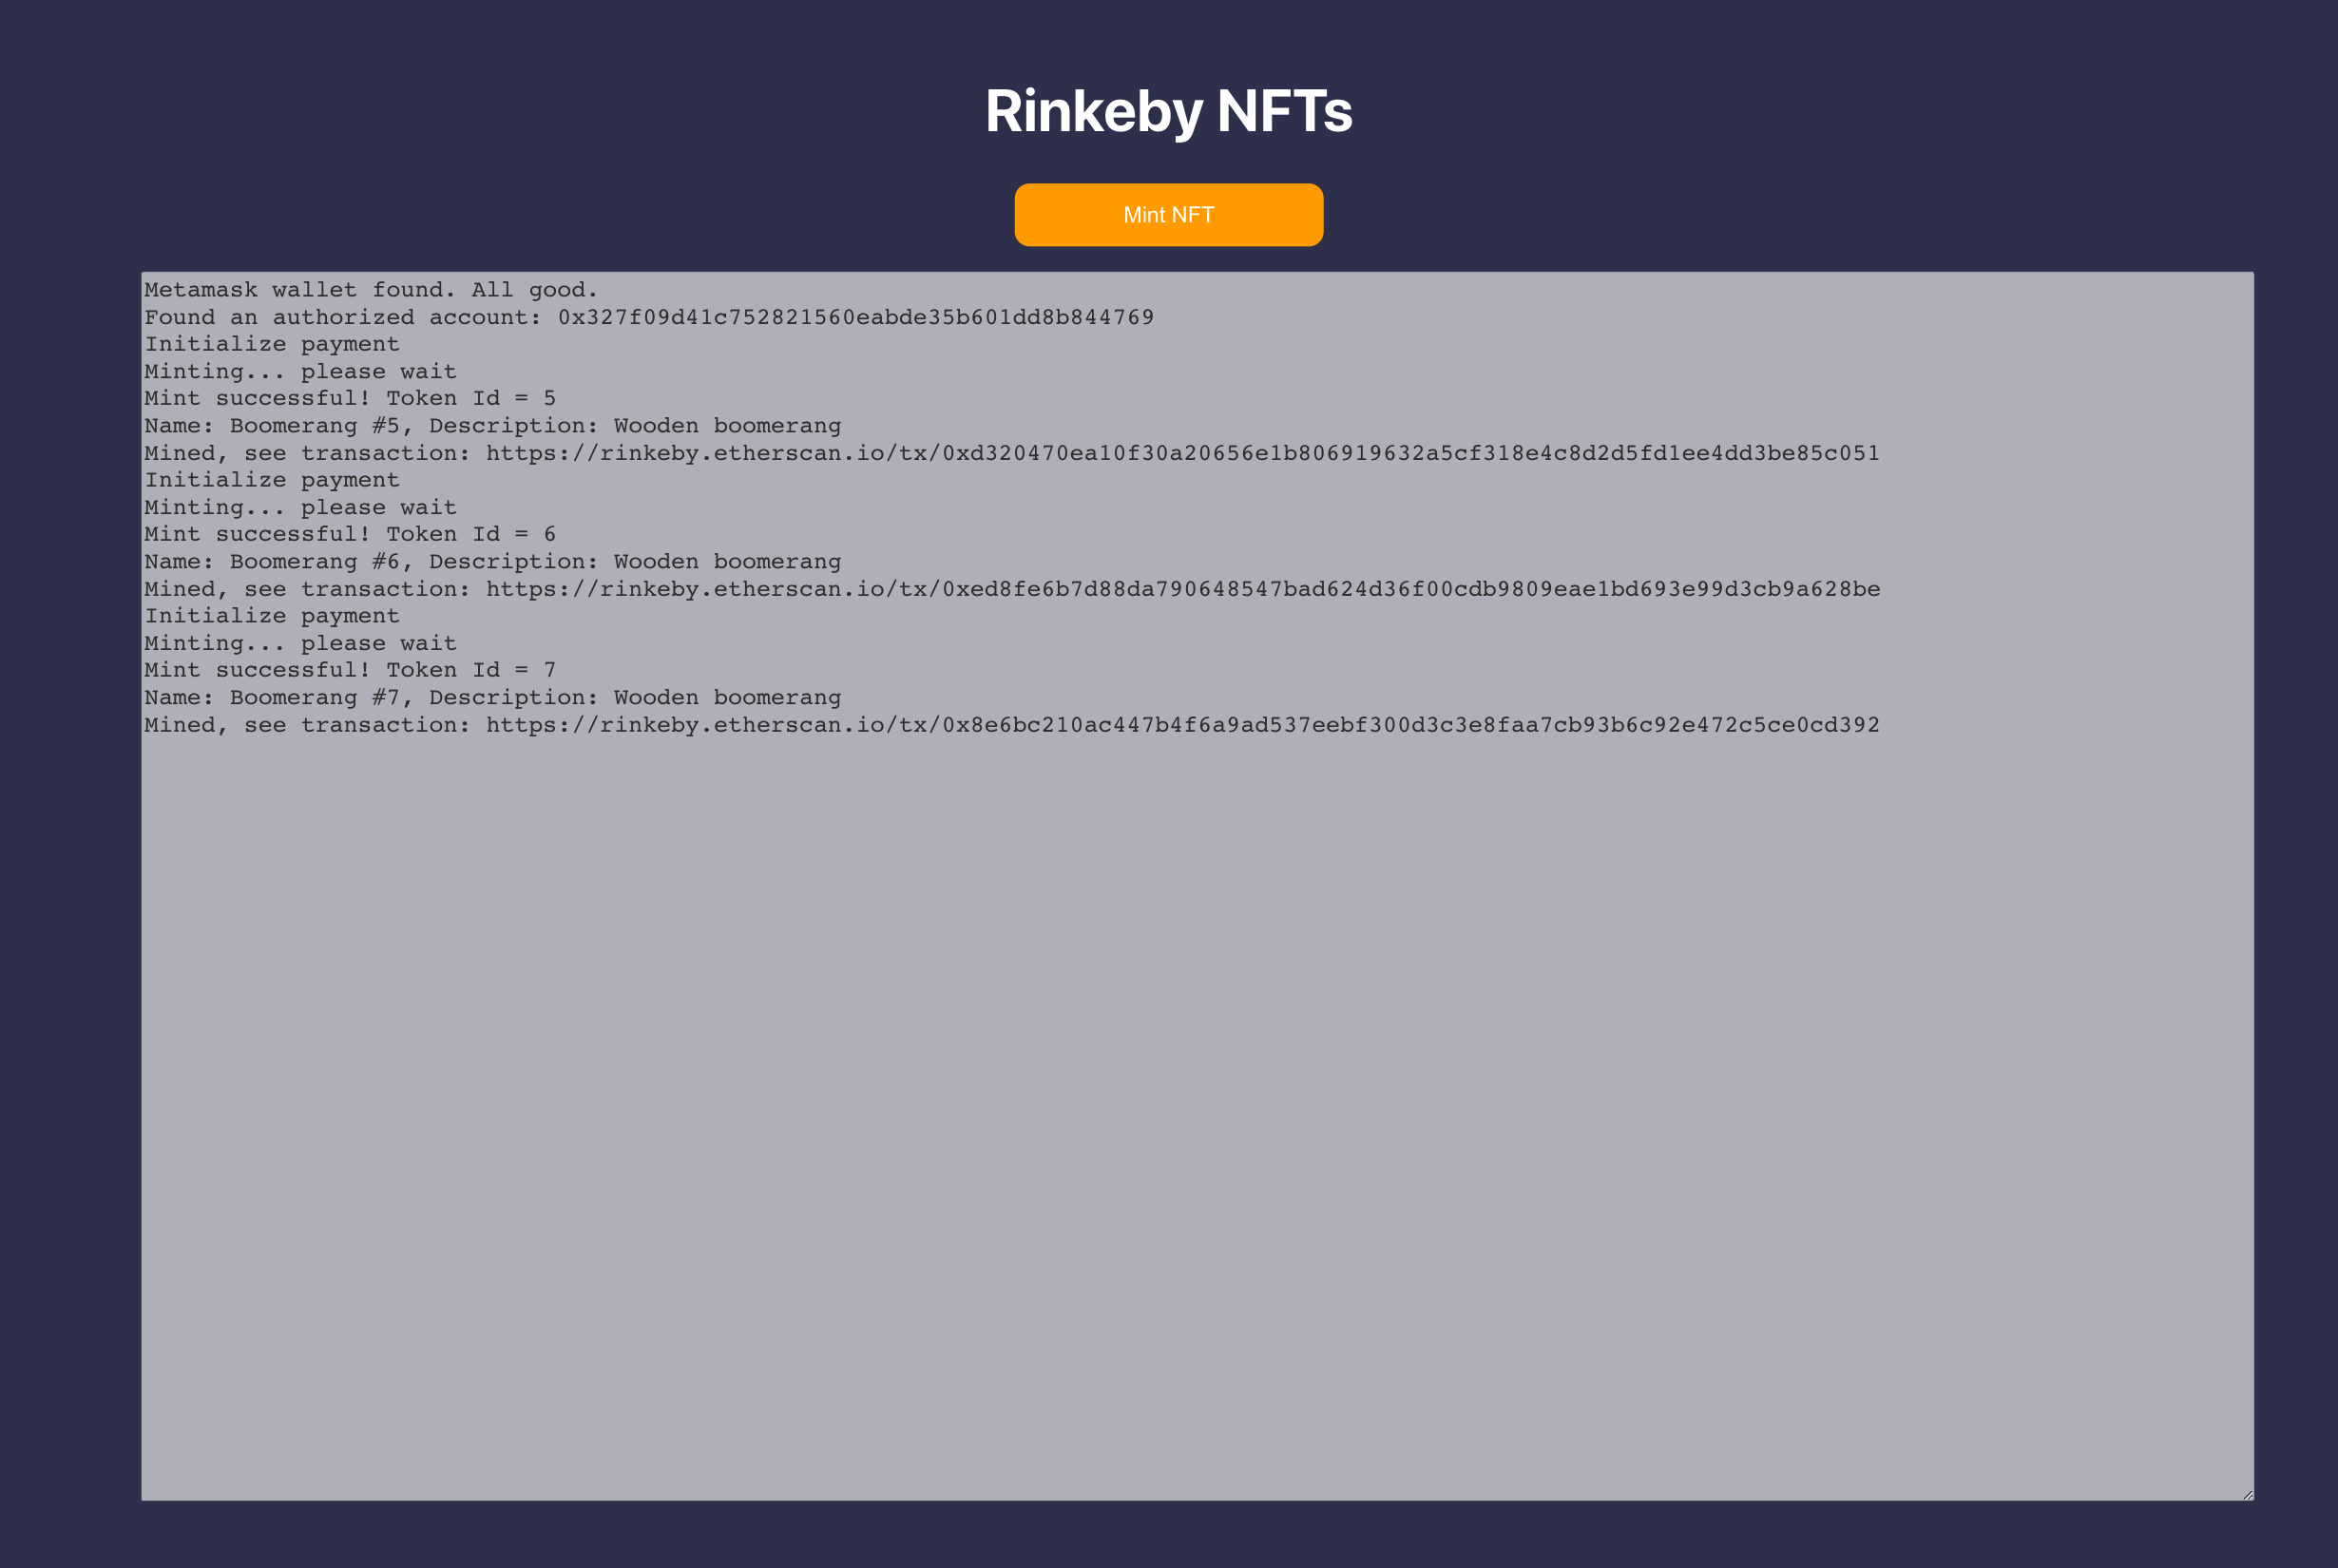 Rinkeby NFTs
Mint NFT
Metamask wallet found. All good.
Found an authorized account: 0x327f09d41c752821560eabde35b601dd8b844769
Initialize payment
Minting... please wait
Mint successful! Token Id = 5
Name: Boomerang #5, Description: Wooden boomerang
Mined, see transaction: https://rinkeby.etherscan.io/tx/0xd320470ea10f30a20656e1b806919632a5cf318e4c8d2d5fd1ee4dd3be85c051
Initialize payment
Minting... please wait
Mint successful! Token Id = 6
Name: Boomerang #6, Description: Wooden boomerang
Mined, see transaction: https://rinkeby.etherscan.io/tx/0xed8fe6b7d88da790648547bad624d36f00cdb9809eae1bd693e99d3cb9a628be
Initialize payment
Minting... please wait
Mint successful! Token Id = 7
Name: Boomerang #7, Description: Wooden boomerang
Mined, see transaction: https://rinkeby.etherscan.io/tx/0x8e6bc210ac447b4f6a9ad537eebf300d3c3e8faa7cb93b6c92e472c5ce0cd392